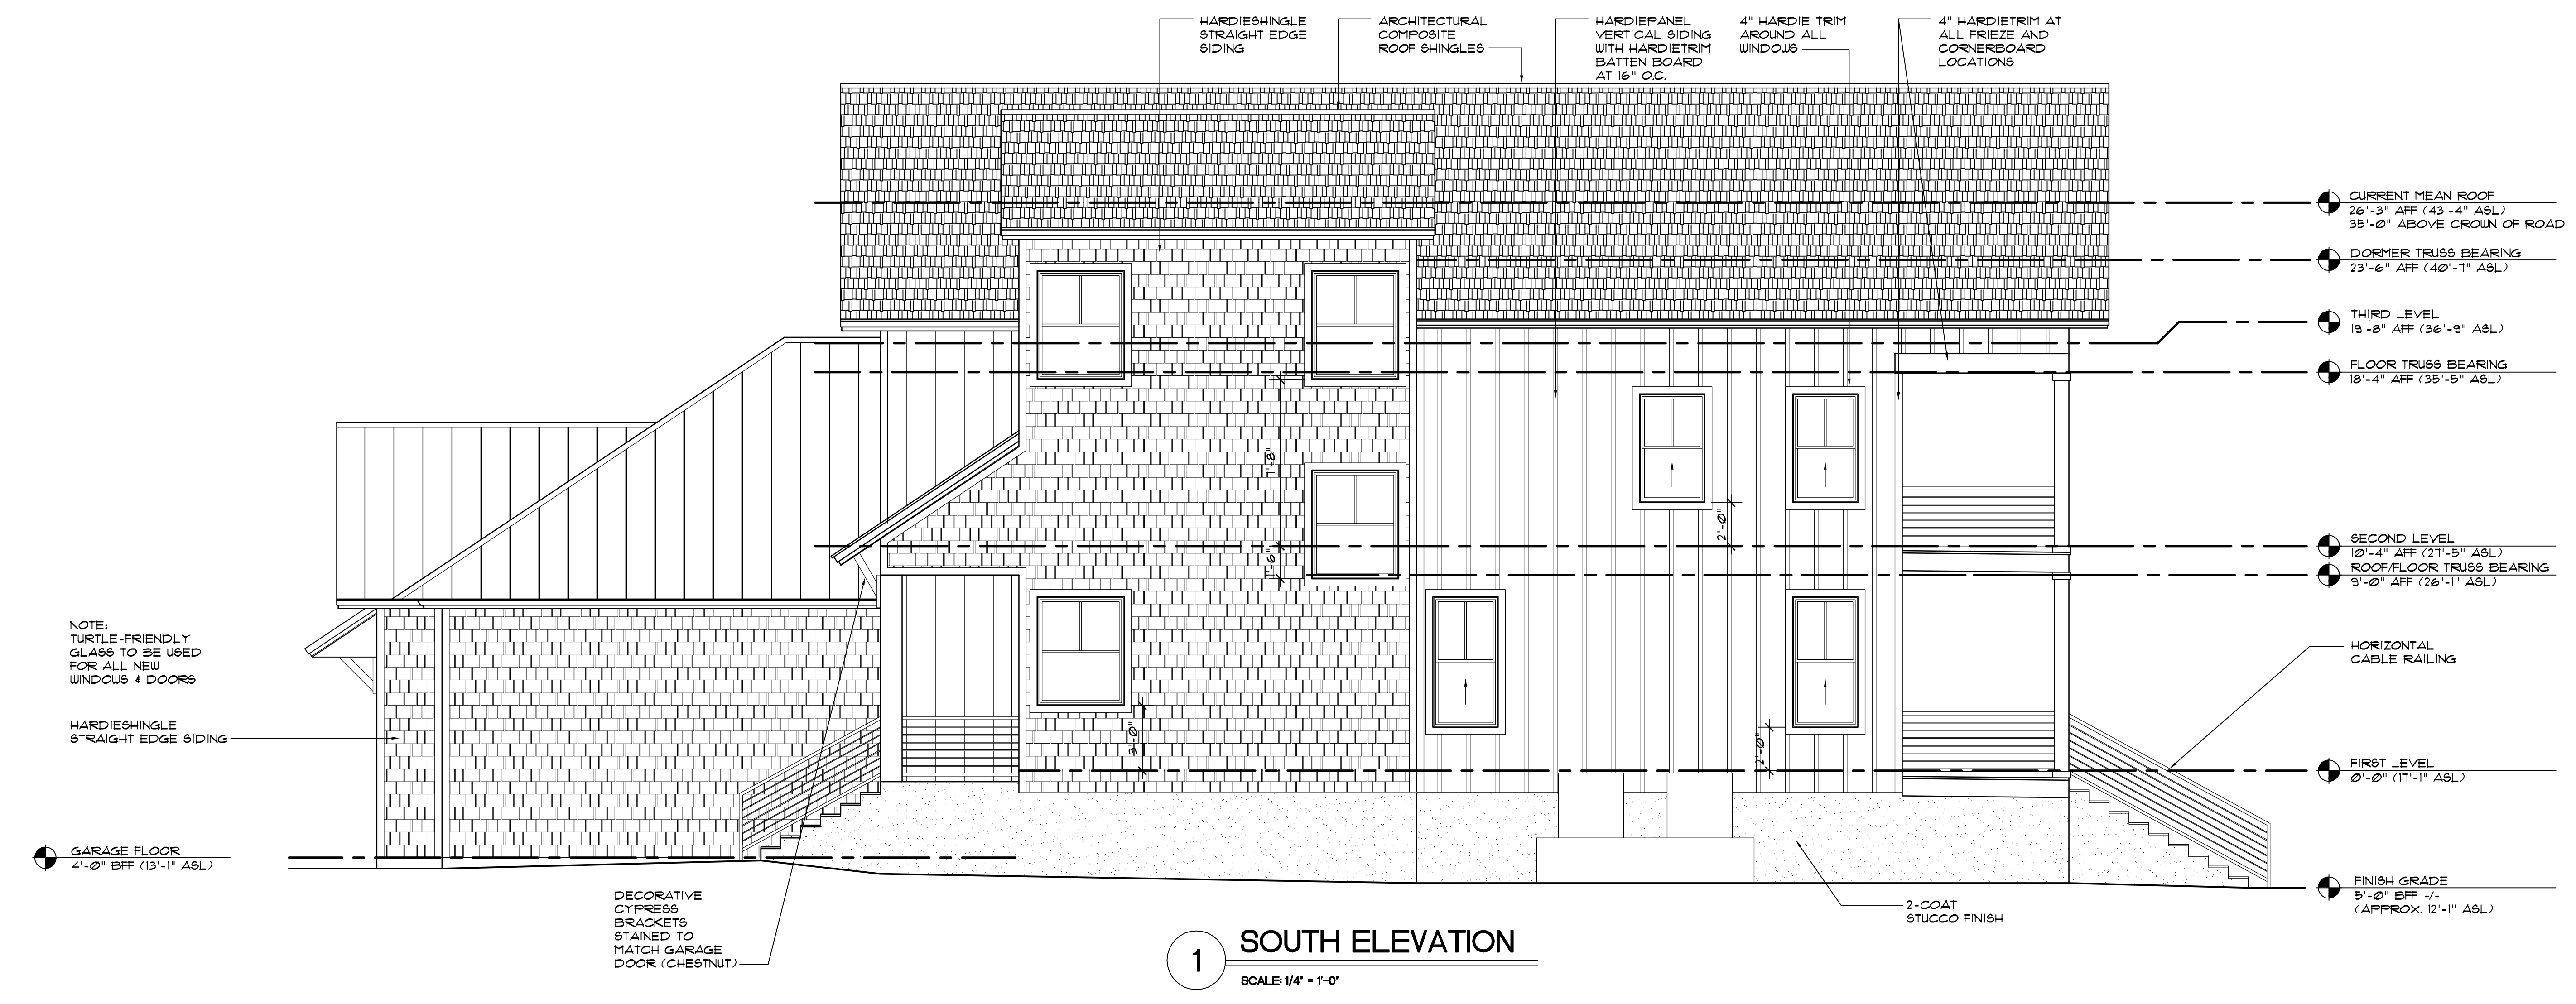 HARDIESHINGLE
STRAIGHT EDGE
SIDING
ARCHITECTURAL
COMPOSITE
ROOF SHINGLES
HARDIEPANEL
VERTICAL SIDING
WITH HARDIETRIM
BATTEN BOARD
AT 16" O.C.
4" HARDIE TRIM
AROUND ALL
WINDOWS
4" HARDIETRIM AT
ALL FRIEZE AND
CORNERBOARD
LOCATIONS
CURRENT MEAN ROOF
26'-3" AFF (43'-4" ASL)
35'-0" ABOVE CROWN OF ROAD
DORMER TRUSS BEARING
23'-6" AFF (40'-7" ASL)
THIRD LEVEL
19'-8" AFF (36'-9" ASL)
FLOOR TRUSS BEARING
18'-4" AFF (35'-5" ASL)
7'-8"
2'-0"
SECOND LEVEL
10'-4" AFF (27'-5" ASL)
1'-6"
ROOF/FLOOR TRUSS BEARING
9'-0" AFF (26'-1" ASL)
NOTE:
TURTLE-FRIENDLY
GLASS TO BE USED
FOR ALL NEW
WINDOWS & DOORS
HORIZONTAL
CABLE RAILING
HARDIESHINGLE
STRAIGHT EDGE SIDING
3'-0"
2'-0"
FIRST LEVEL
0'-0" (17'-1" ASL)
GARAGE FLOOR
4'-0" BFF (13'-1" ASL)
FINISH GRADE
5'-0" BFF +/-
(APPROX. 12'-1" ASL)
DECORATIVE
CYPRESS
BRACKETS
STAINED TO
MATCH GARAGE
DOOR (CHESTNUT)
2-COAT
STUCCO FINISH
1
SOUTH ELEVATION
SCALE: 1/4" = 1'-0"